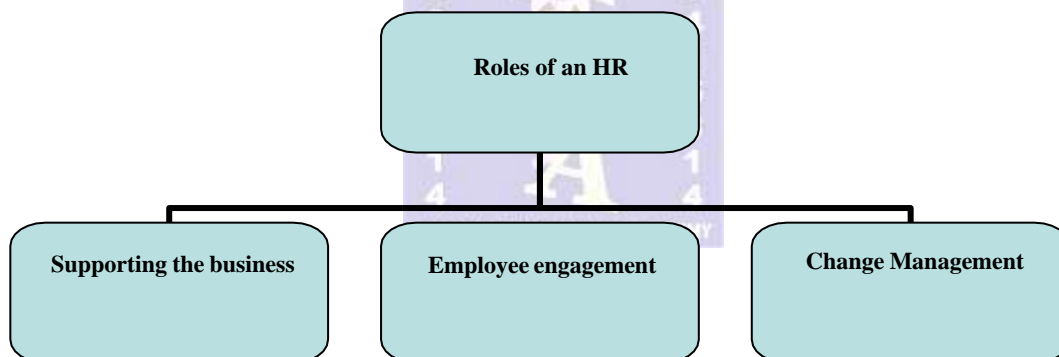 Roles of an HR
Supporting the business
Employee engagement
Change Management